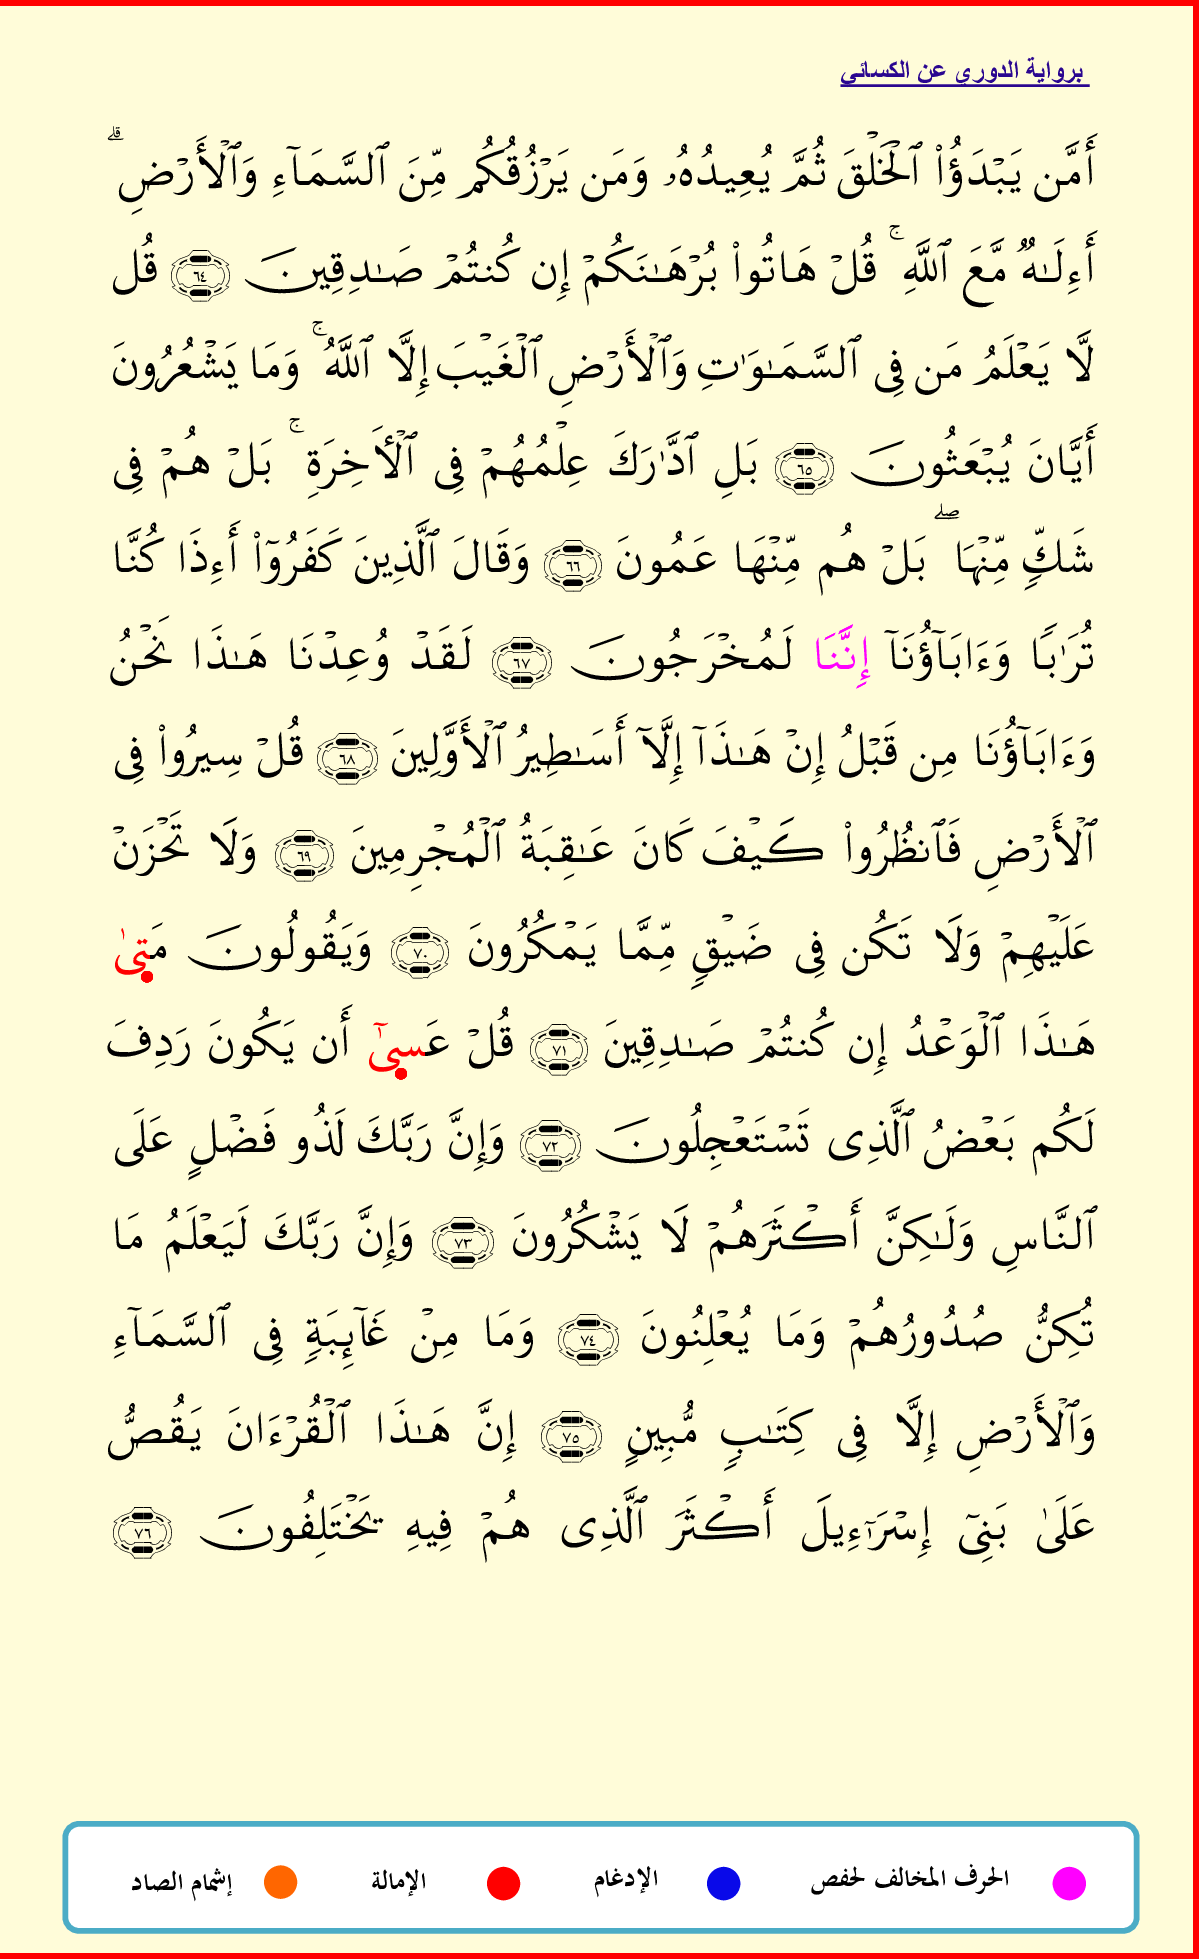 برواية الدوري عن الكسائي
أَمَّن يَبْدَؤُا۟ ٱلْخَلْقَ ثُمَّ يُعِيدُهُۥ وَمَن يَرْزُقُكُم مِّنَ ٱلسَّمَآءِ وَٱلْأَرْضِ ۗ
أَءِلَـٰهٌ مَّعَ ٱللَّهِ ۚ قُلْ هَاتُوا۟ بُرْهَـٰنَكُمْ إِن كُنتُمْ صَـٰدِقِينَ ٦٤ قُل
لَّا يَعْلَمُ مَن فِى ٱلسَّمَـٰوَٰتِ وَٱلْأَرْضِ ٱلْغَيْبَ إِلَّا ٱللَّهُ ۚ وَمَا يَشْعُرُونَ
أَيَّانَ يُبْعَثُونَ ٦٥ بَلِ ٱدَّٰرَكَ عِلْمُهُمْ فِى ٱلْأَخِرَةِ ۚ بَلْ هُمْ فِى
شَكٍّ مِّنْهَا ۖ بَلْ هُم مِّنْهَا عَمُونَ ٦٦ وَقَالَ ٱلَّذِينَ كَفَرُوٓا۟ أَءِذَا كُنَّا
تُرَٰبًا وَءَابَآؤُنَآ إِنَّنَا لَمُخْرَجُونَ ٦٧ لَقَدْ وُعِدْنَا هَـٰذَا نَحْنُ
وَءَابَآؤُنَا مِن قَبْلُ إِنْ هَـٰذَآ إِلَّآ أَسَـٰطِيرُ ٱلْأَوَّلِينَ ٦٨ قُلْ سِيرُوا۟ فِى
ٱلْأَرْضِ فَٱنظُرُوا۟ كَيْفَ كَانَ عَـٰقِبَةُ ٱلْمُجْرِمِينَ ٦٩ وَلَا تَحْزَنْ
عَلَيْهِمْ وَلَا تَكُن فِى ضَيْقٍ مِّمَّا يَمْكُرُونَ ٧٠ وَيَقُولُونَ مَتىٰ
هَـٰذَا ٱلْوَعْدُ إِن كُنتُمْ صَـٰدِقِينَ ٧١ قُلْ عَسىٰٓ أَن يَكُونَ رَدِفَ
لَكُم بَعْضُ ٱلَّذِى تَسْتَعْجِلُونَ ٧٢ وَإِنَّ رَبَّكَ لَذُو فَضْلٍ عَلَى
ٱلنَّاسِ وَلَـٰكِنَّ أَكْثَرَهُمْ لَا يَشْكُرُونَ ٧٣ وَإِنَّ رَبَّكَ لَيَعْلَمُ مَا
تُكِنُّ صُدُورُهُمْ وَمَا يُعْلِنُونَ ٧٤ وَمَا مِنْ غَآئِبَةٍ فِى ٱلسَّمَآءِ
وَٱلْأَرْضِ إِلَّا فِى كِتَـٰبٍ مُّبِينٍ ٧٥ إِنَّ هَـٰذَا ٱلْقُرْءَانَ يَقُصُّ
عَلَىٰ بَنِىٓ إِسْرَٰٓءِيلَ أَكْثَرَ ٱلَّذِى هُمْ فِيهِ يَخْتَلِفُونَ ٧٦
الحرف المخالف لحفص الإدغام الإمالة إشمام الصاد